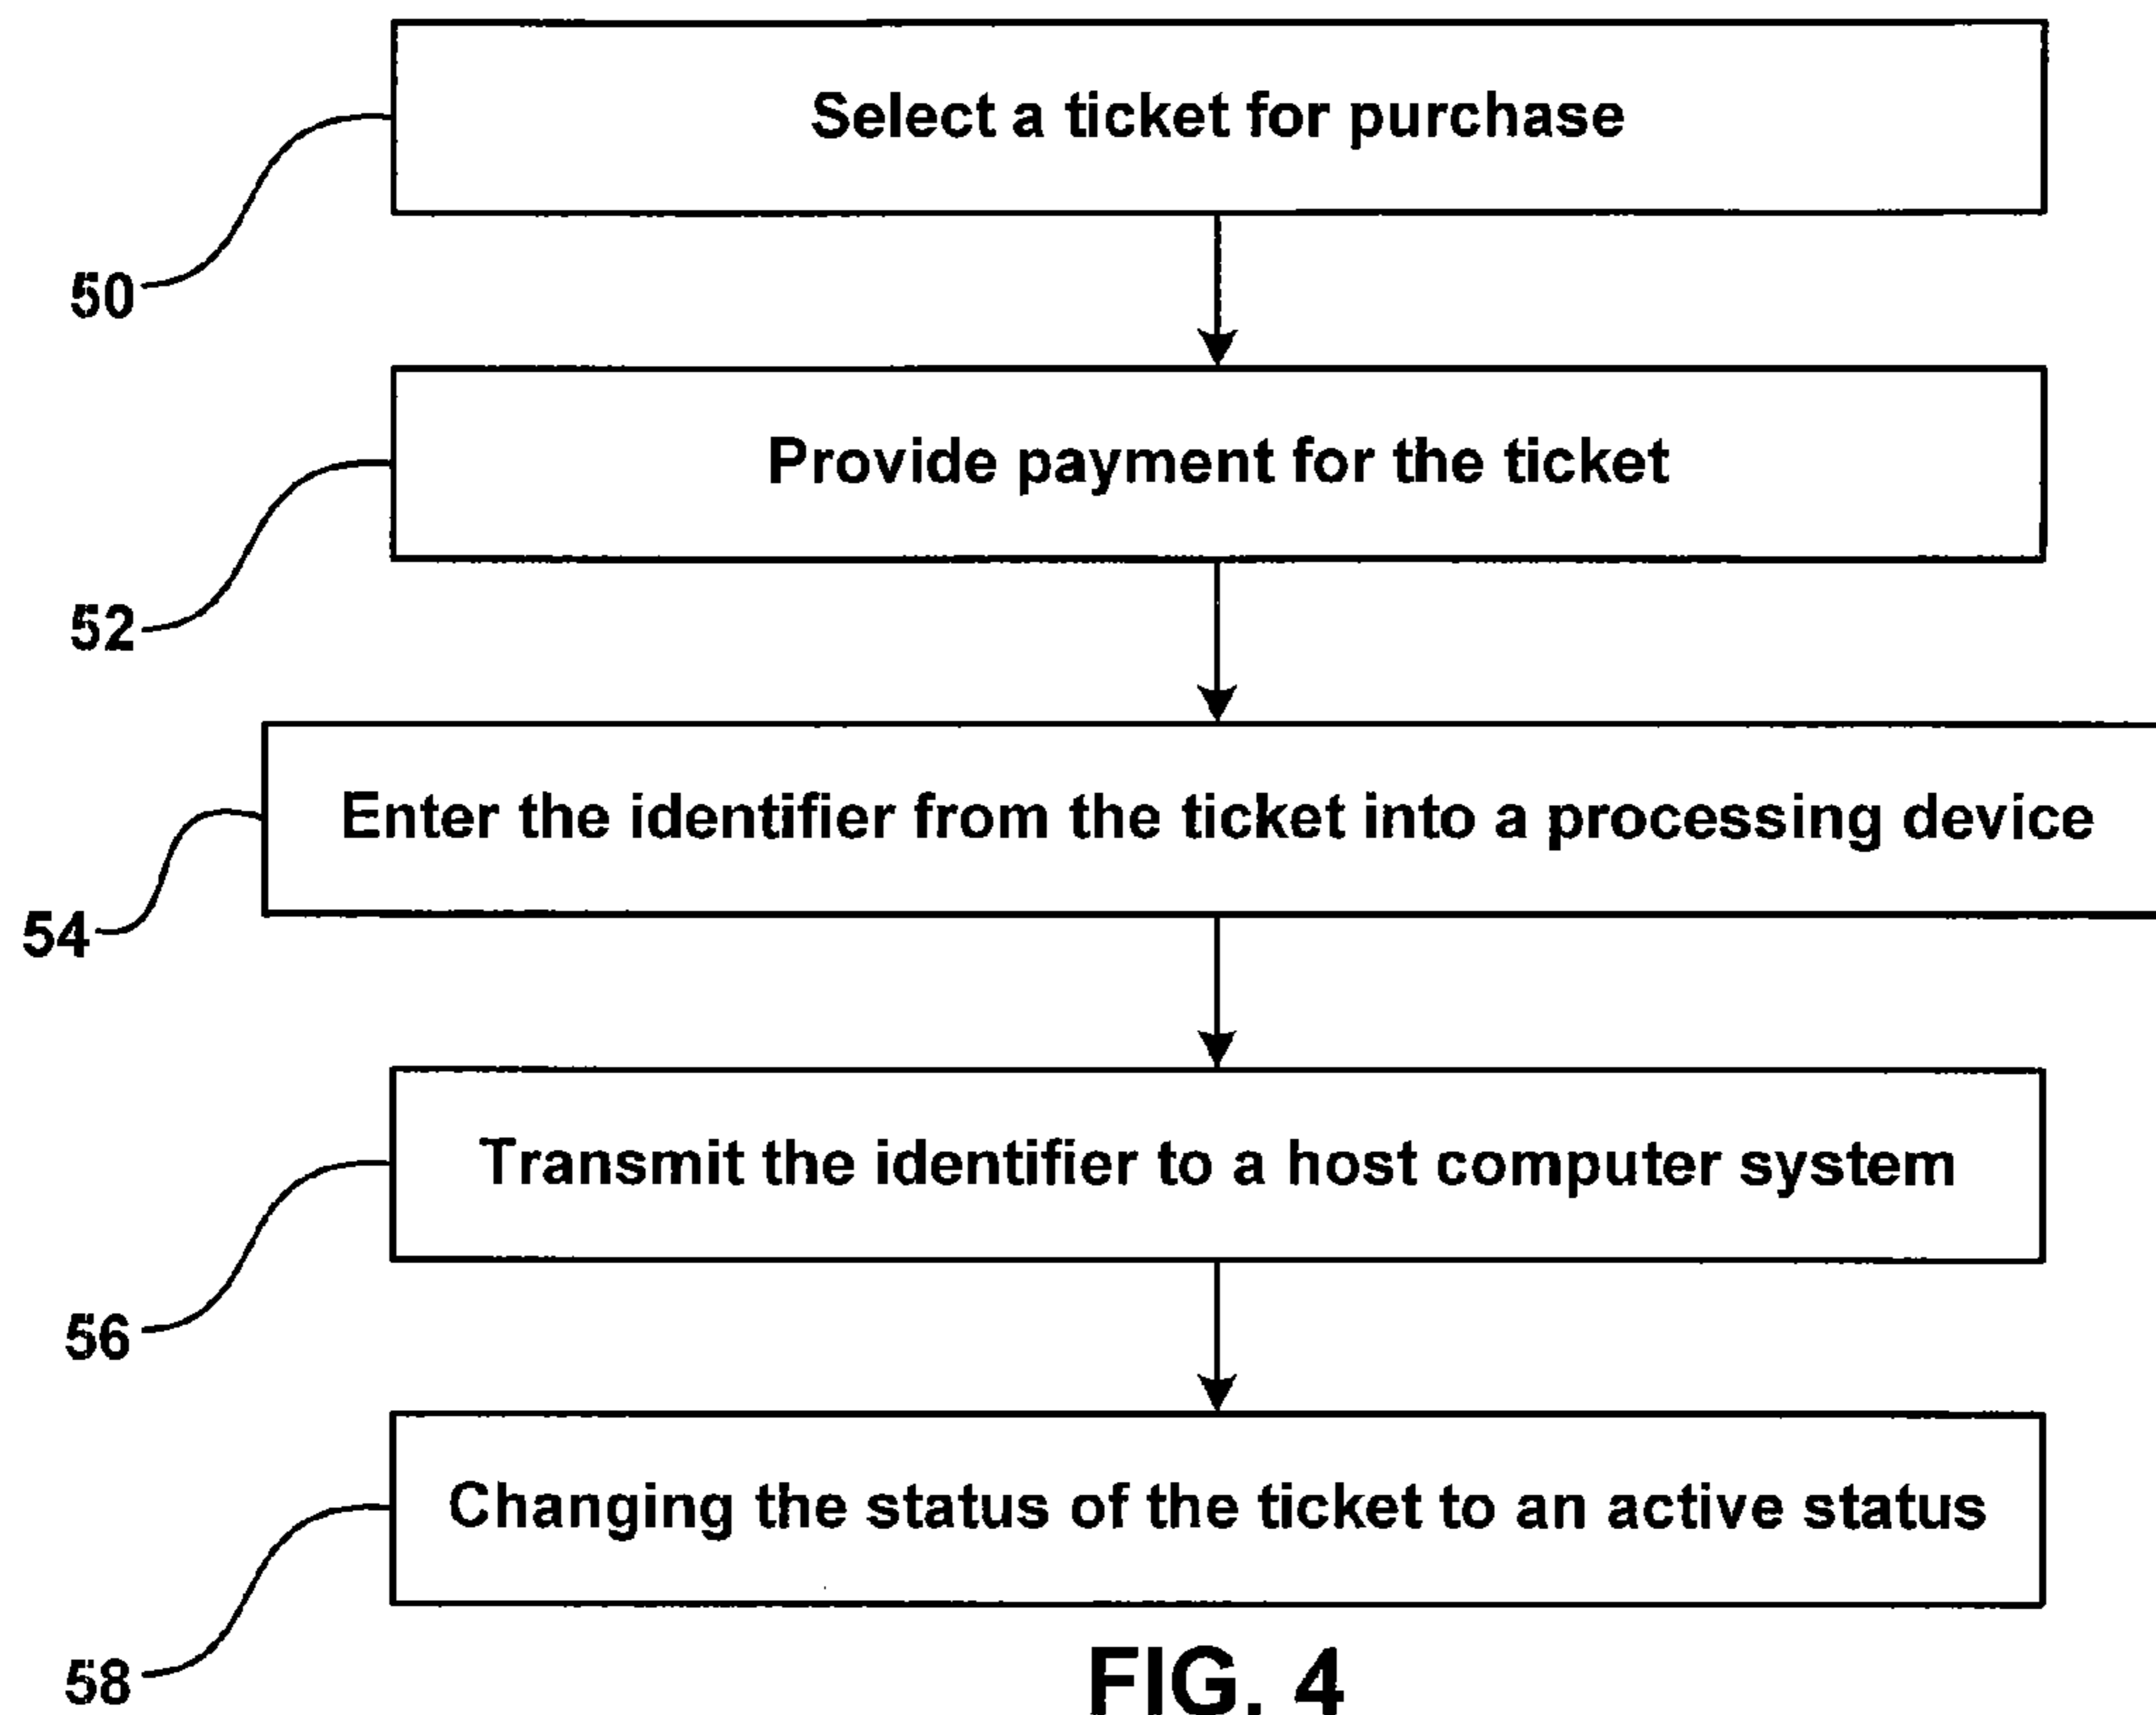 Select a ticket for purchase
50
Provide payment for the ticket
52
Enter the identifier from the ticket into a processing device
54
Transmit the identifier to a host computer system
56
Changing the status of the ticket to an active status
58
FIG. 4